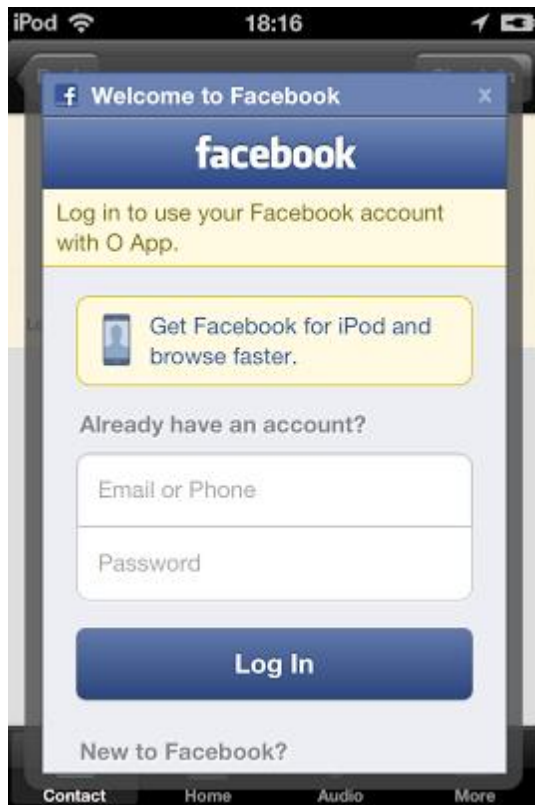 iPod 18:16
f Welcome to Facebook x
facebook
Log in to use your Facebook account
with O App.
Get Facebook for iPod and
browse faster.
Already have an account?
Email or Phone
Password
Log In
New to Facebook?
Contact Home Audio More